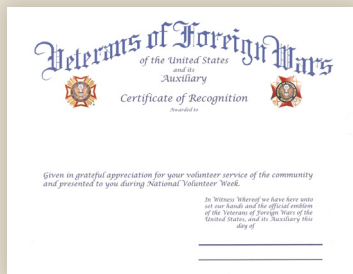 Veterans of Foreign Wars
of the United States
and its
Auxiliary
Certificate of Recognition
Awarded to
Given in grateful appreciation for your volunteer service of the community
and presented to you during National Volunteer Week.
In Witness Whereof we have here unto
set our hands and the official emblem
of the Veterans of Foreign Wars of the
United States, and its Auxiliary this
day of